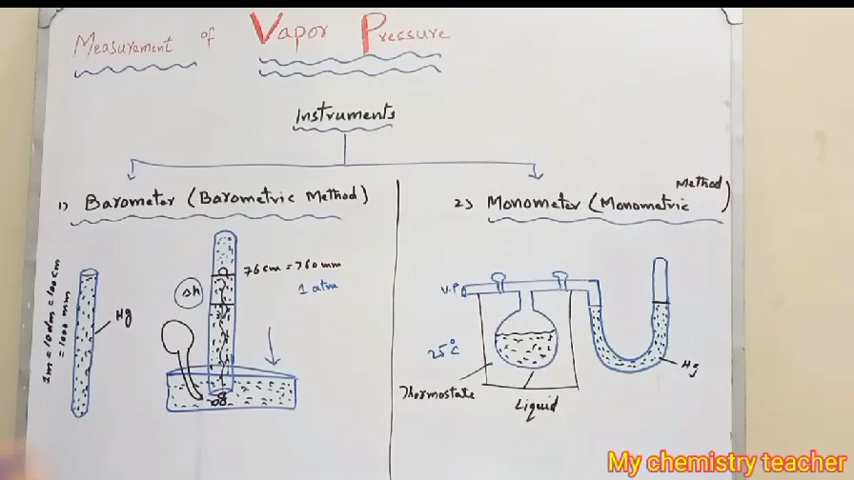 Measurement of Vapor Pressure
Instruments
1) Barometer (Barometric Method)
2) Monometer (Monometric Method)
1m = 10dm = 100cm
= 1000 mm
Hg
Δh
76 cm = 760 mm
1 atm
V.P
25°C
Thermostate
Liquid
Hg
My chemistry teacher